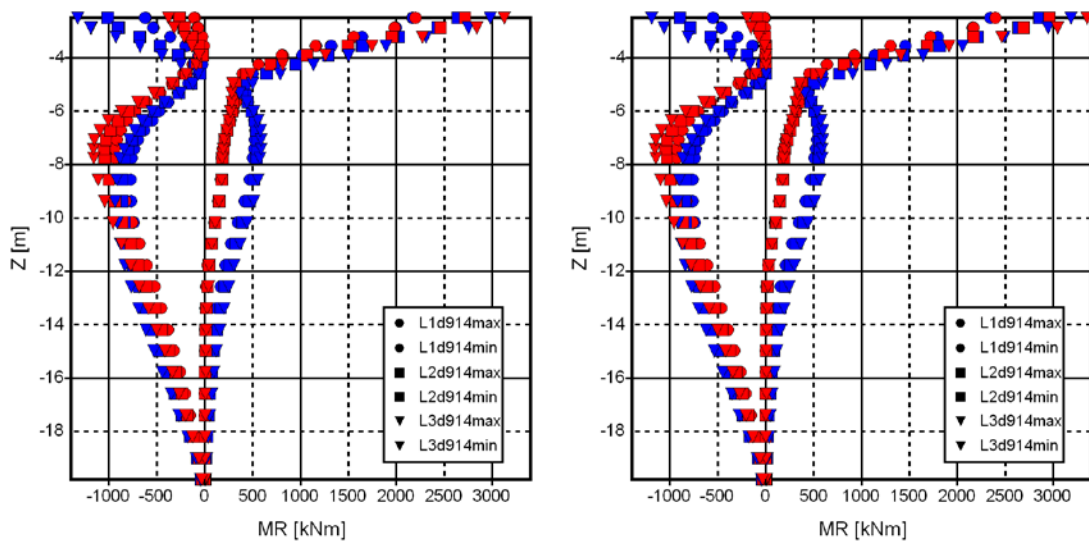 -4
-6
-8
-10
-12
-14
-16
-18
Z [m]
L1d914max
L1d914min
L2d914max
L2d914min
L3d914max
L3d914min
-1000 -500 0 500 1000 1500 2000 2500 3000
MR [kNm]
-4
-6
-8
-10
-12
-14
-16
-18
Z [m]
L1d914max
L1d914min
L2d914max
L2d914min
L3d914max
L3d914min
-1000 -500 0 500 1000 1500 2000 2500 3000
MR [kNm]